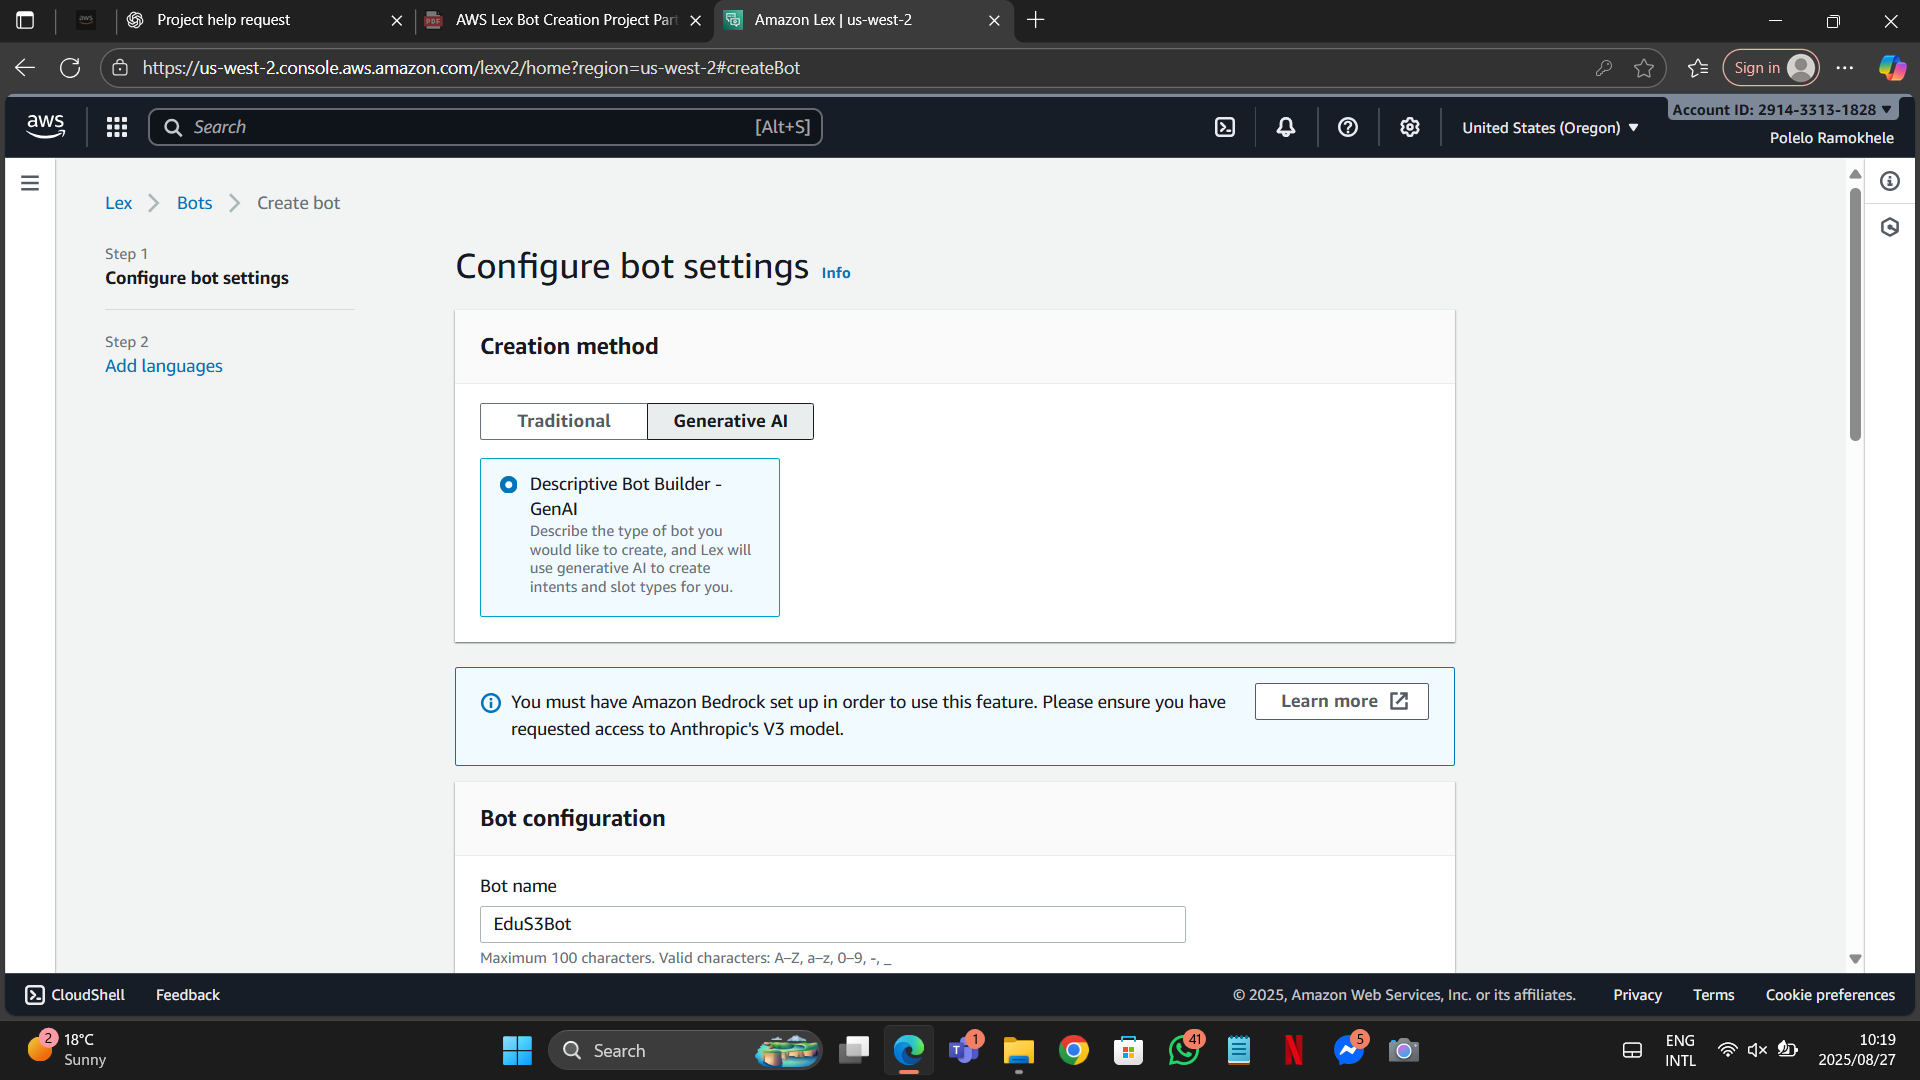 Project help request
AWS Lex Bot Creation Project Part
Amazon Lex | us-west-2
https://us-west-2.console.aws.amazon.com/lexv2/home?region=us-west-2#createBot
Sign in
aws
Search
[Alt+S]
United States (Oregon)
Account ID: 2914-3313-1828
Polelo Ramokhele
Lex
Bots
Create bot
Step 1
Configure bot settings
Step 2
Add languages
Configure bot settings Info
Creation method
Traditional
Generative AI
Descriptive Bot Builder -
GenAI
Describe the type of bot you
would like to create, and Lex will
use generative AI to create
intents and slot types for you.
You must have Amazon Bedrock set up in order to use this feature. Please ensure you have
requested access to Anthropic's V3 model.
Learn more
Bot configuration
Bot name
EduS3Bot
Maximum 100 characters. Valid characters: A–Z, a–z, 0–9, -, _
CloudShell
Feedback
© 2025, Amazon Web Services, Inc. or its affiliates.
Privacy
Terms
Cookie preferences
2
18°C
Sunny
Search
1
41
5
ENG
INTL
10:19
2025/08/27